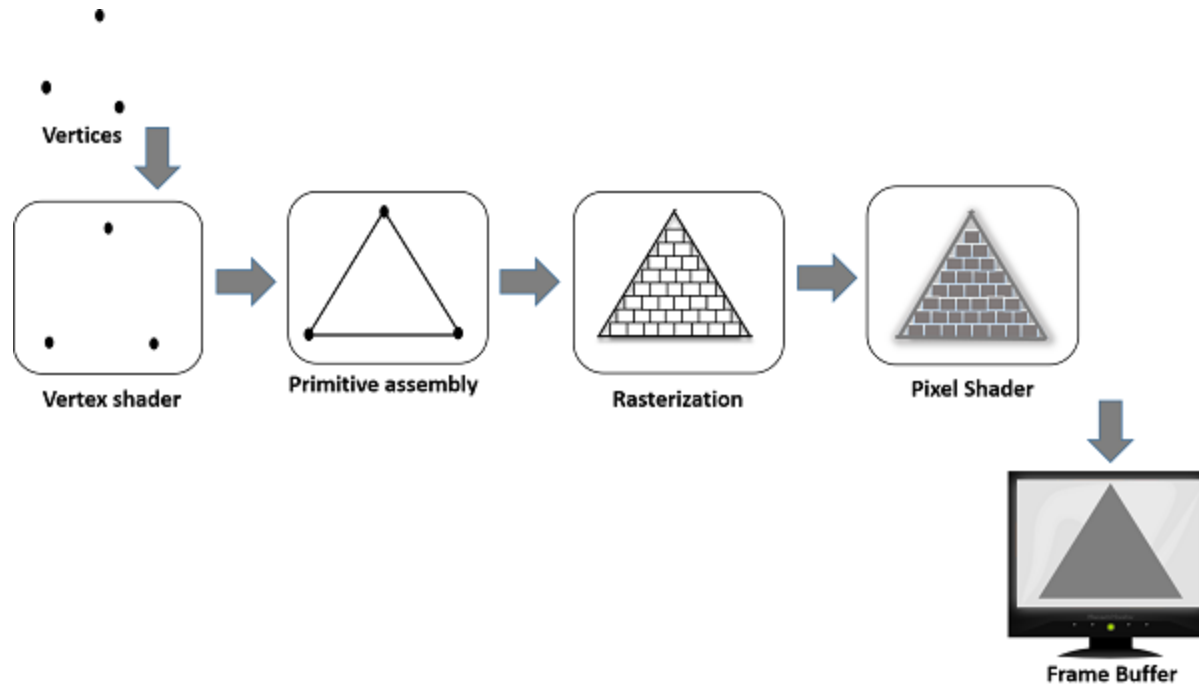 Vertices
Vertex shader
Primitive assembly
Rasterization
Pixel Shader
Frame Buffer